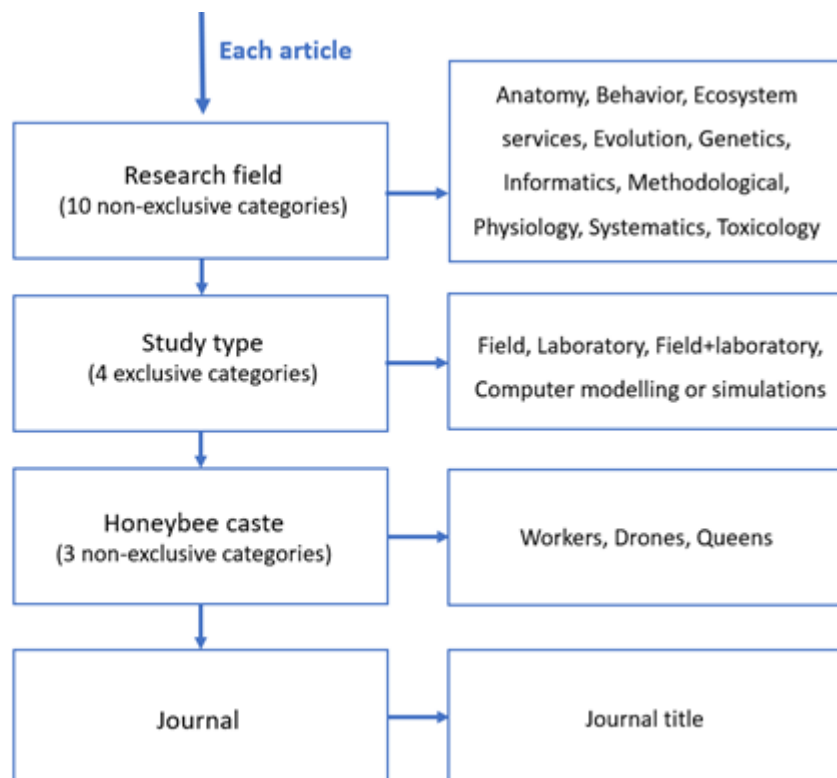 Each article
Research field
(10 non-exclusive categories)
Anatomy, Behavior, Ecosystem
services, Evolution, Genetics,
Informatics, Methodological,
Physiology, Systematics, Toxicology
Study type
(4 exclusive categories)
Field, Laboratory, Field+laboratory,
Computer modelling or simulations
Honeybee caste
(3 non-exclusive categories)
Workers, Drones, Queens
Journal
Journal title